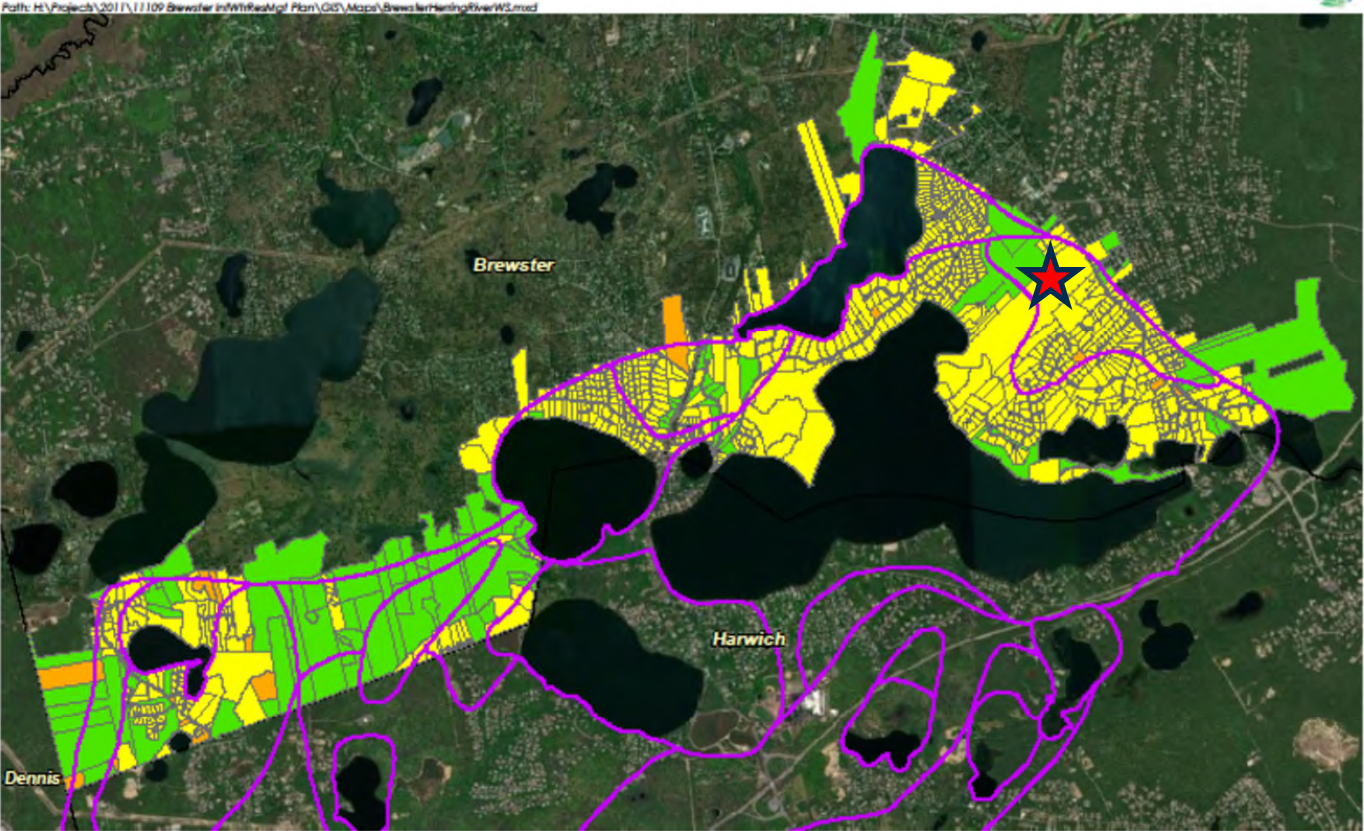 Path: H:\Projects\2011\11109 Brewster IntWtrResMgt Plan\GIS\Maps\BrewsterHerringRiverWS.mxd
Brewster
Harwich
Dennis